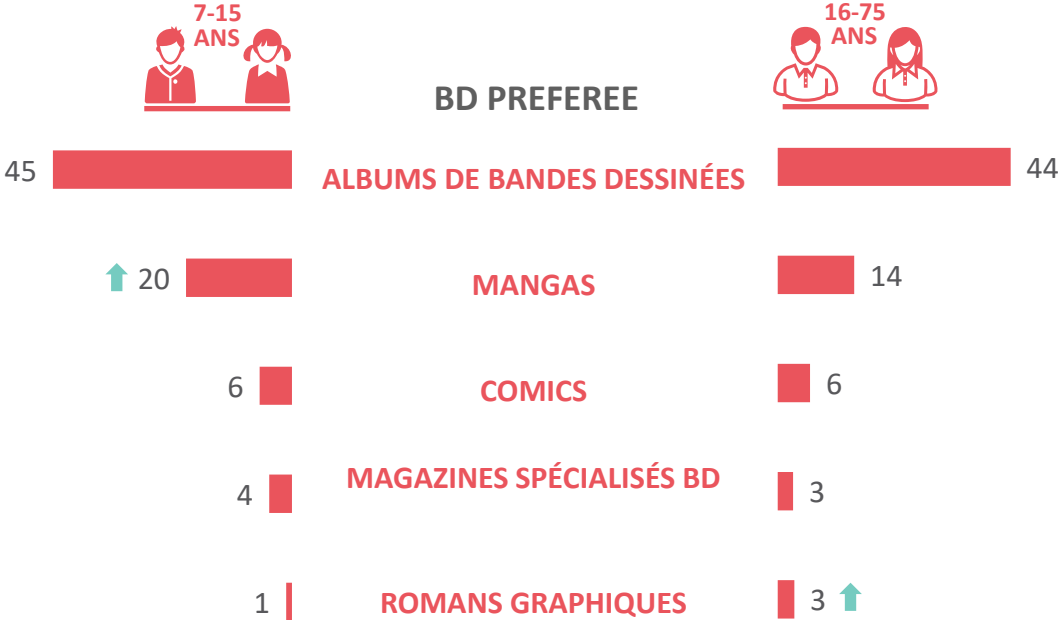 7-15
ANS
16-75
ANS
BD PREFEREE
45
ALBUMS DE BANDES DESSINÉES
44
20
MANGAS
14
6
COMICS
6
4
MAGAZINES SPÉCIALISÉS BD
3
1
ROMANS GRAPHIQUES
3